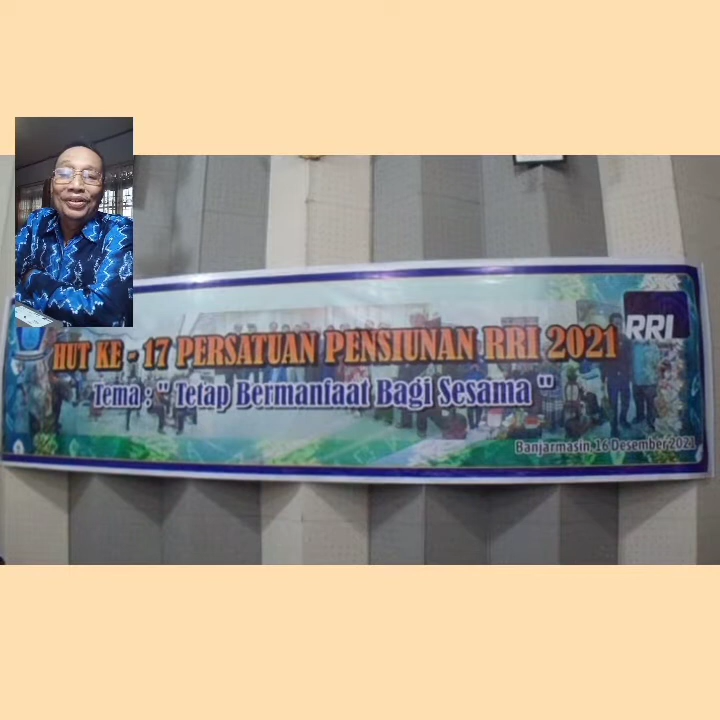 HUT KE - 17 PERSATUAN PENSIUNAN RRI 2021
RRI
Tema : " Tetap Bermanfaat Bagi Sesama "
Banjarmasin, 16 Desember 2021